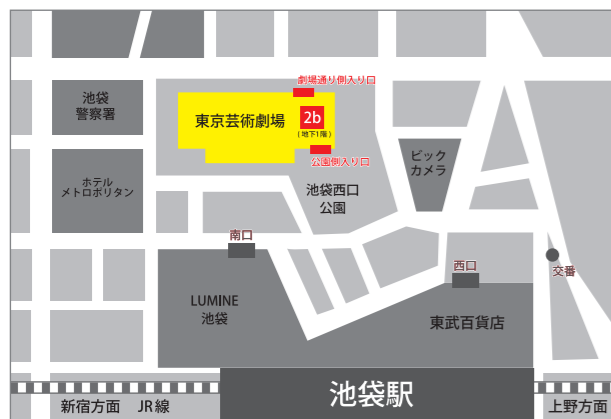 劇場通り側入り口
池袋
警察署
東京芸術劇場
2b
(地下1階)
公園側入り口
ビック
カメラ
ホテル
メトロポリタン
池袋西口
公園
南口
西口
交番
LUMINE
池袋
東武百貨店
池袋駅
新宿方面 JR線
上野方面